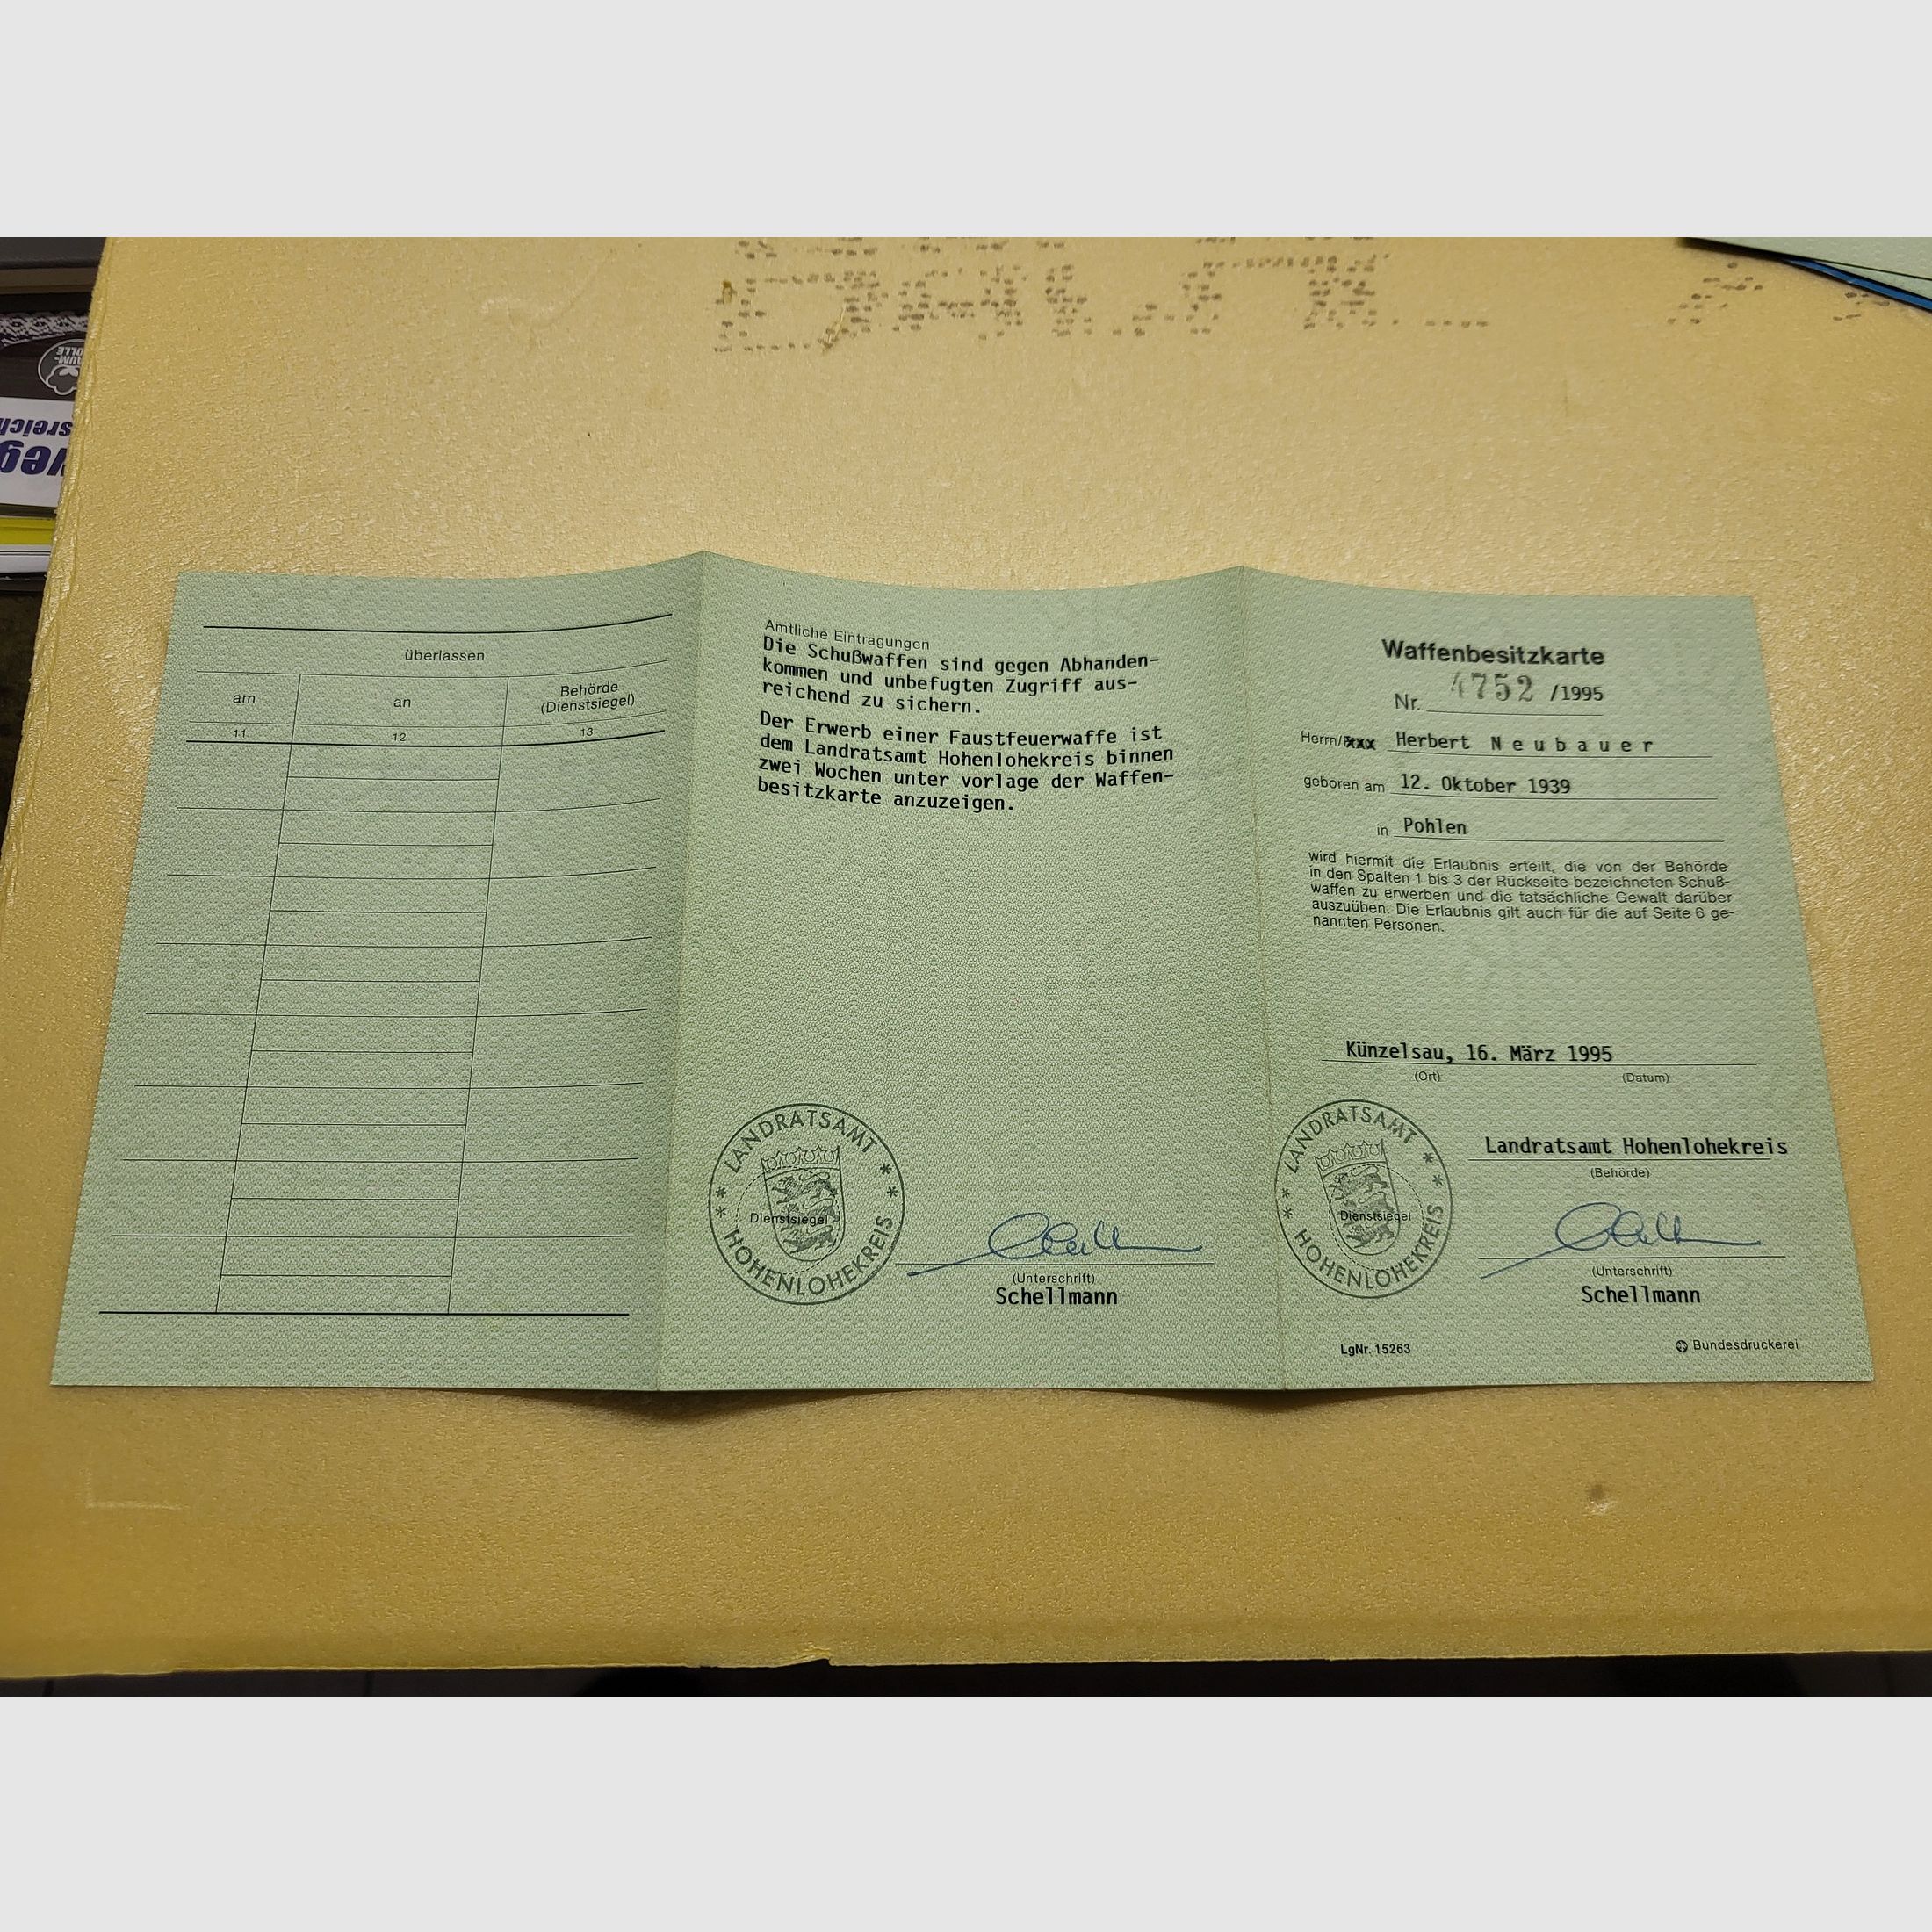 überlassen
am
an
Behörde
(Dienstsiegel)
11
12
13
Amtliche Eintragungen
Die Schußwaffen sind gegen Abhanden-
kommen und unbefugten Zugriff aus-
reichend zu sichern.
Der Erwerb einer Faustfeuerwaffe ist
dem Landratsamt Hohenlohekreis binnen
zwei Wochen unter vorlage der Waffen-
besitzkarte anzuzeigen.
LANDRATSAMT
Dienstsiegel
HOHENLOHEKREIS
(Unterschrift)
Schellmann
Waffenbesitzkarte
Nr. 4752 /1995
Herrn/xxx Herbert Neubauer
geboren am 12. Oktober 1939
in Pohlen
wird hiermit die Erlaubnis erteilt, die von der Behörde
in den Spalten 1 bis 3 der Rückseite bezeichneten Schuß-
waffen zu erwerben und die tatsächliche Gewalt darüber
auszuüben. Die Erlaubnis gilt auch für die auf Seite 6 ge-
nannten Personen.
Künzelsau, 16. März 1995
(Ort) (Datum)
LANDRATSAMT
Dienstsiegel
HOHENLOHEKREIS
Landratsamt Hohenlohekreis
(Behörde)
(Unterschrift)
Schellmann
LgNr. 15263
Bundesdruckerei